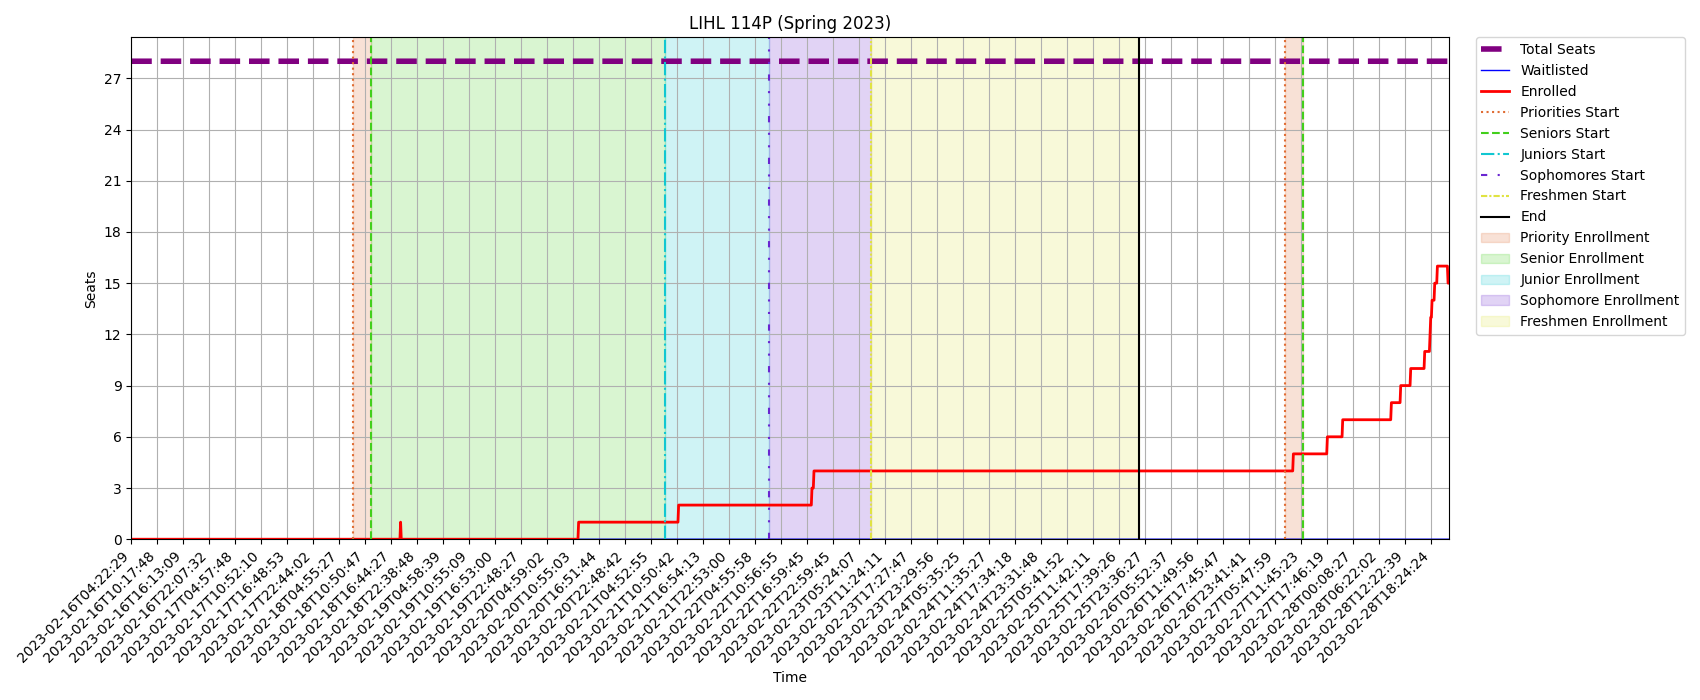 LIHL 114P (Spring 2023)
Seats
27
24
21
18
15
12
9
6
3
0
2023-02-16T04:22:29
2023-02-16T10:17:48
2023-02-16T16:13:09
2023-02-16T22:07:32
2023-02-17T04:57:48
2023-02-17T10:52:10
2023-02-17T16:48:53
2023-02-17T22:44:02
2023-02-18T04:55:27
2023-02-18T10:50:47
2023-02-18T16:44:27
2023-02-18T22:38:48
2023-02-19T04:58:39
2023-02-19T10:55:09
2023-02-19T16:53:00
2023-02-19T22:48:27
2023-02-20T04:59:02
2023-02-20T10:55:03
2023-02-20T16:51:44
2023-02-20T22:48:42
2023-02-21T04:52:55
2023-02-21T10:50:42
2023-02-21T16:54:13
2023-02-21T22:53:00
2023-02-22T04:55:58
2023-02-22T10:56:55
2023-02-22T16:59:45
2023-02-22T22:59:45
2023-02-23T05:24:07
2023-02-23T11:24:11
2023-02-23T17:27:47
2023-02-23T23:29:56
2023-02-24T05:35:25
2023-02-24T11:35:27
2023-02-24T17:34:18
2023-02-24T23:31:48
2023-02-25T05:41:52
2023-02-25T11:42:11
2023-02-25T17:39:26
2023-02-25T23:36:27
2023-02-26T05:52:37
2023-02-26T11:49:56
2023-02-26T17:45:47
2023-02-26T23:41:41
2023-02-27T05:47:59
2023-02-27T11:45:23
2023-02-27T17:46:19
2023-02-28T00:08:27
2023-02-28T06:22:02
2023-02-28T12:22:39
2023-02-28T18:24:24
Time
Total Seats
Waitlisted
Enrolled
Priorities Start
Seniors Start
Juniors Start
Sophomores Start
Freshmen Start
End
Priority Enrollment
Senior Enrollment
Junior Enrollment
Sophomore Enrollment
Freshmen Enrollment